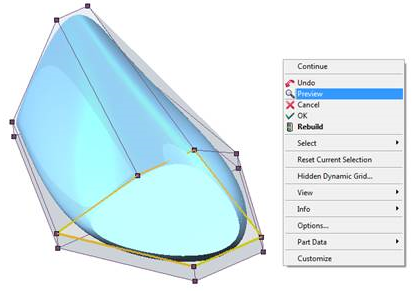 Continue
Undo
Preview
Cancel
OK
Rebuild
Select
Reset Current Selection
Hidden Dynamic Grid...
View
Info
Options...
Part Data
Customize